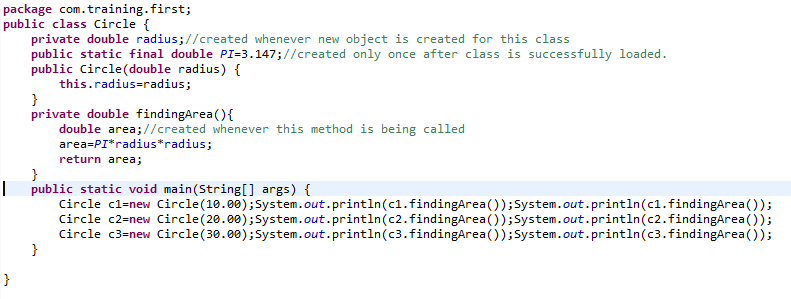 package com.training.first;
public class Circle {
    private double radius;//created whenever new object is created for this class
    public static final double PI=3.147;//created only once after class is successfully loaded.
    public Circle(double radius) {
        this.radius=radius;
    }
    private double findingArea(){
        double area;//created whenever this method is being called
        area=PI*radius*radius;
        return area;
    }
    public static void main(String[] args) {
        Circle c1=new Circle(10.00);System.out.println(c1.findingArea());System.out.println(c1.findingArea());
        Circle c2=new Circle(20.00);System.out.println(c2.findingArea());System.out.println(c2.findingArea());
        Circle c3=new Circle(30.00);System.out.println(c3.findingArea());System.out.println(c3.findingArea());
    }
}